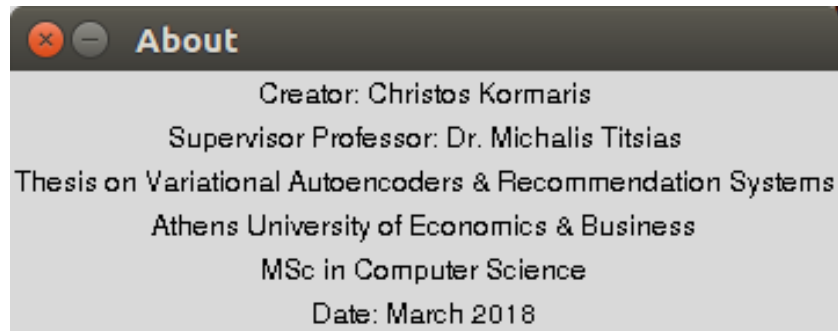 About
Creator: Christos Kormaris
Supervisor Professor: Dr. Michalis Titsias
Thesis on Variational Autoencoders & Recommendation Systems
Athens University of Economics & Business
MSc in Computer Science
Date: March 2018